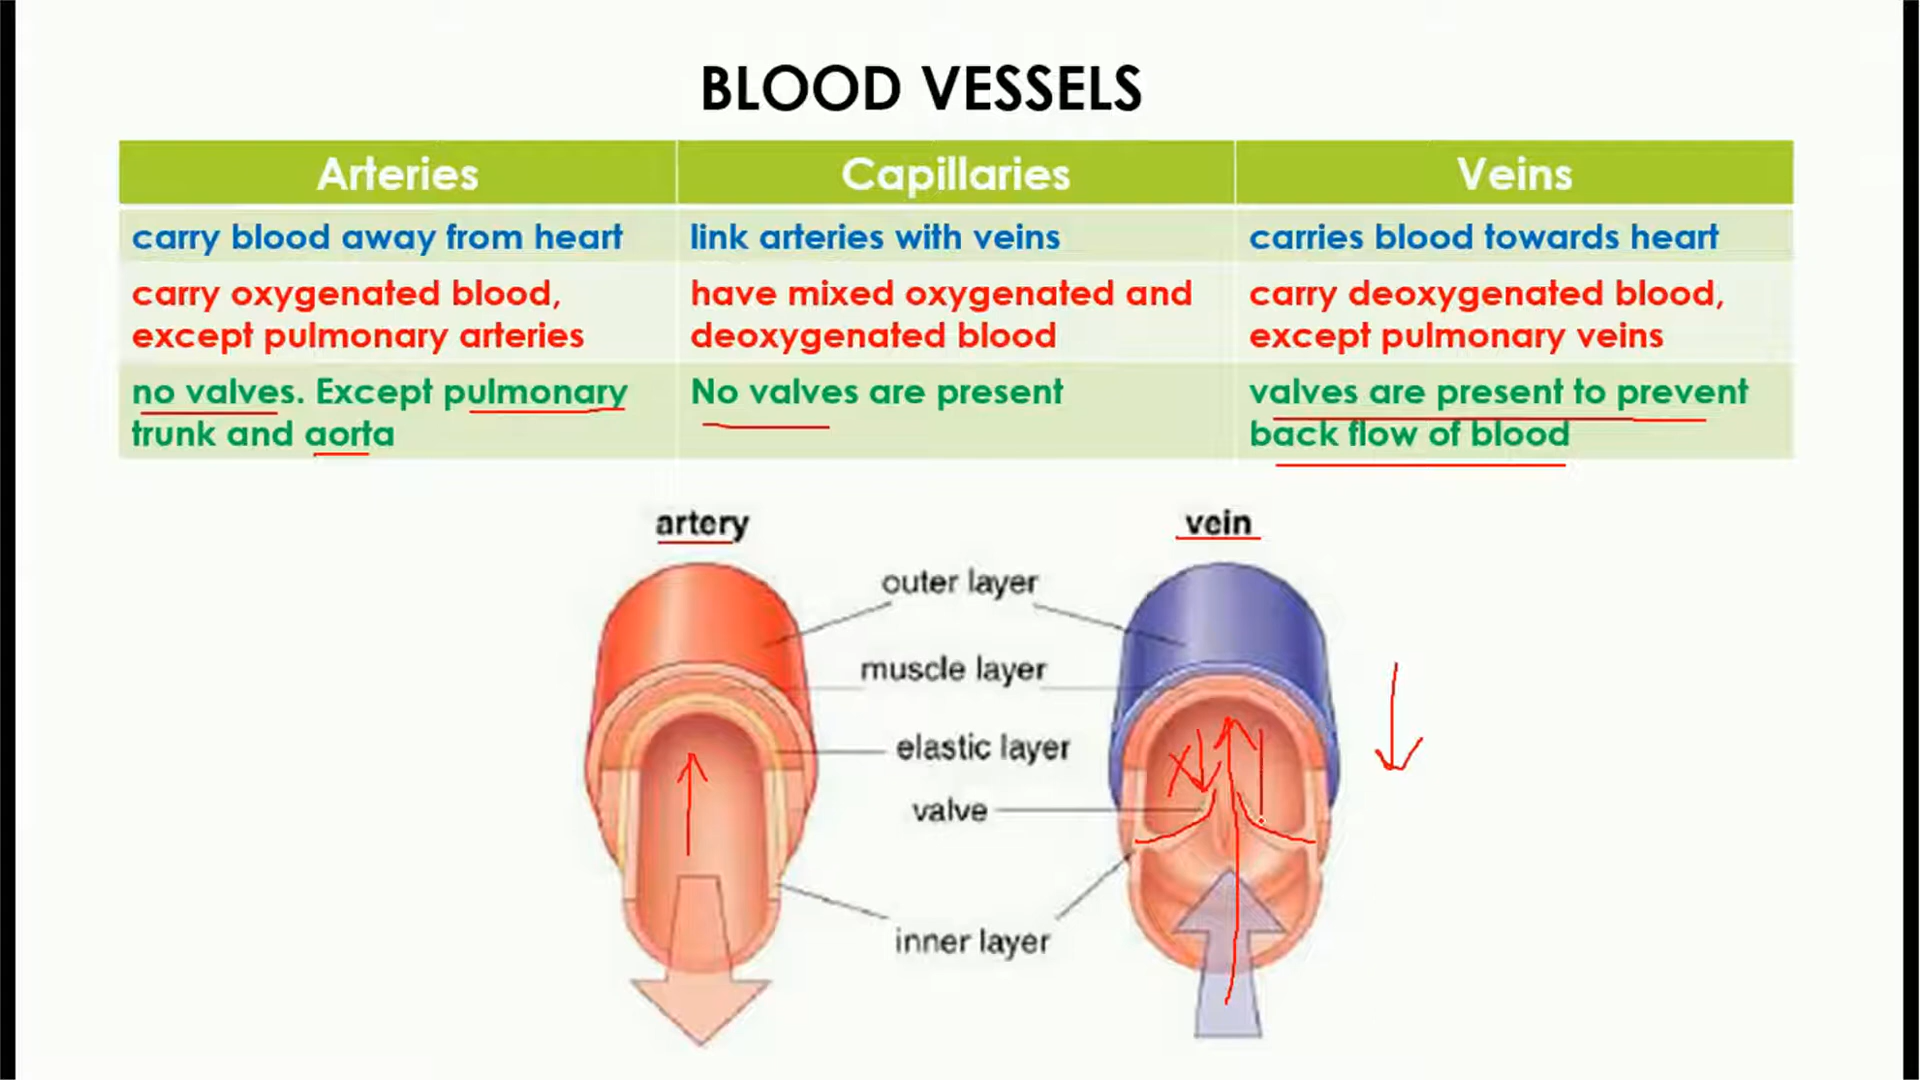 BLOOD VESSELS
Arteries
Capillaries
Veins
carry blood away from heart
link arteries with veins
carries blood towards heart
carry oxygenated blood,
except pulmonary arteries
have mixed oxygenated and
deoxygenated blood
carry deoxygenated blood,
except pulmonary veins
no valves. Except pulmonary
trunk and aorta
No valves are present
valves are present to prevent
back flow of blood
artery
vein
outer layer
muscle layer
elastic layer
valve
inner layer